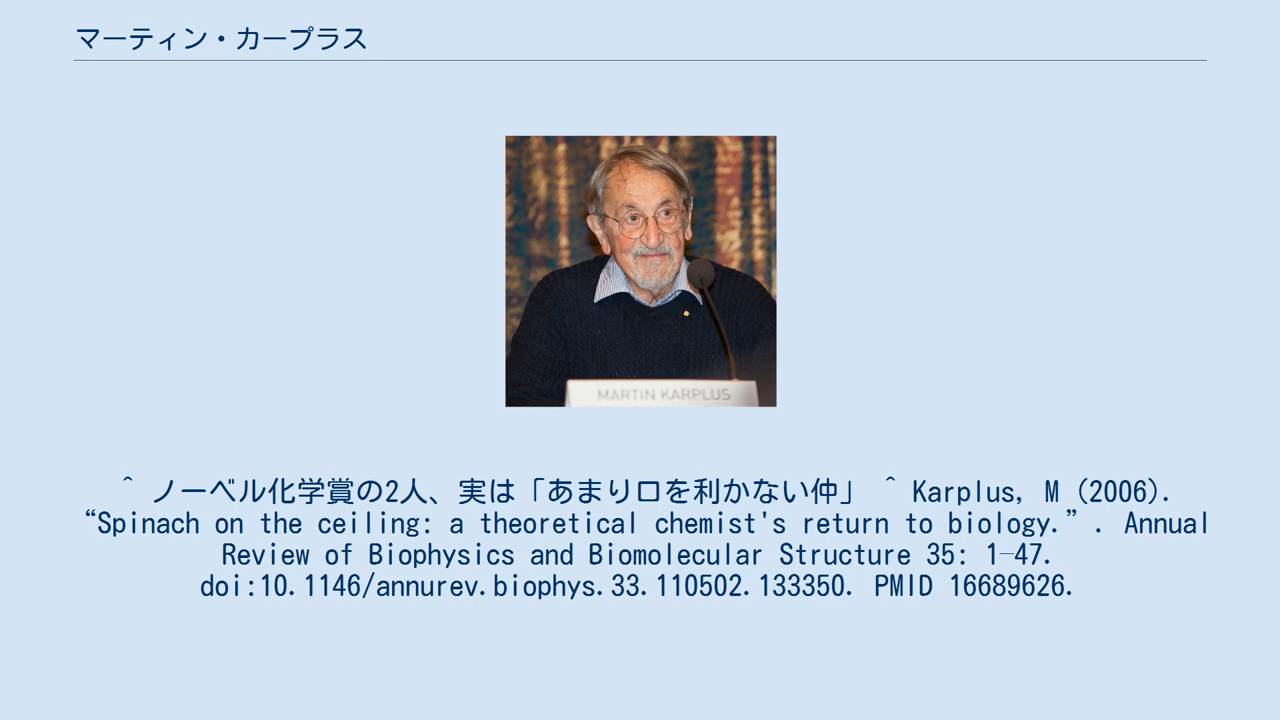 マーティン・カープラス
MARTIN KARPLUS
^ ノーベル化学賞の2人、実は「あまり口を利かない仲」 ^ Karplus, M (2006).
“Spinach on the ceiling: a theoretical chemist's return to biology.” . Annual
Review of Biophysics and Biomolecular Structure 35: 1–47.
doi:10.1146/annurev.biophys.33.110502.133350. PMID 16689626.